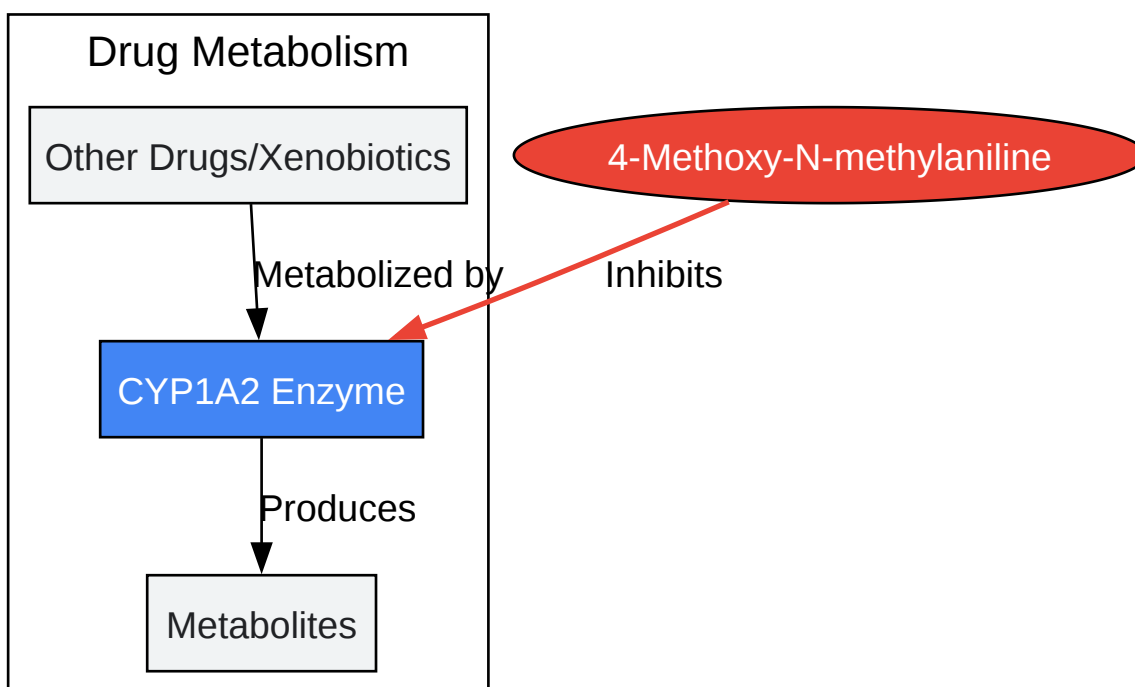 Drug Metabolism
Other Drugs/Xenobiotics
4-Methoxy-N-methylaniline
Metabolized by
Inhibits
CYP1A2 Enzyme
Produces
Metabolites